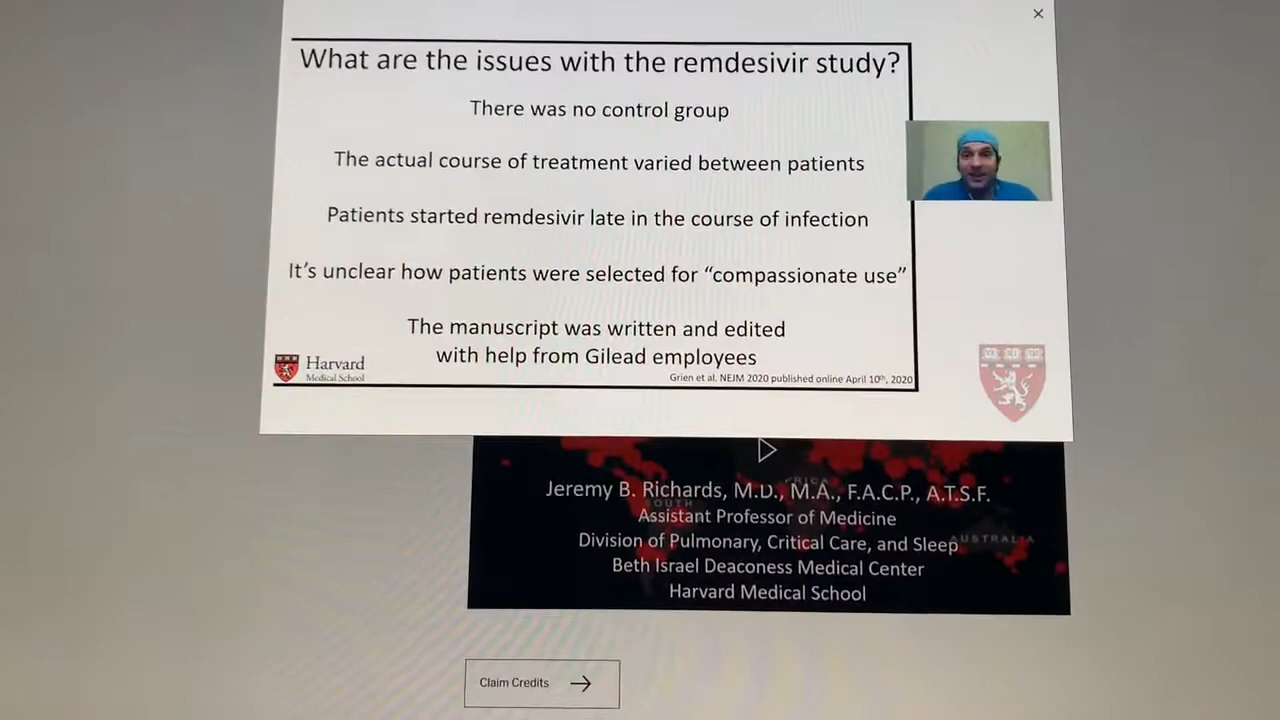 What are the issues with the remdesivir study?
There was no control group
The actual course of treatment varied between patients
Patients started remdesivir late in the course of infection
It's unclear how patients were selected for “compassionate use”
The manuscript was written and edited
with help from Gilead employees
Harvard
Medical School
Grien et al. NEJM 2020 published online April 10th, 2020
Jeremy B. Richards, M.D., M.A., F.A.C.P., A.T.S.F.
SOUTH
Assistant Professor of Medicine
Division of Pulmonary, Critical Care, and Sleep
AUSTRALIA
Beth Israel Deaconess Medical Center
Harvard Medical School
Claim Credits